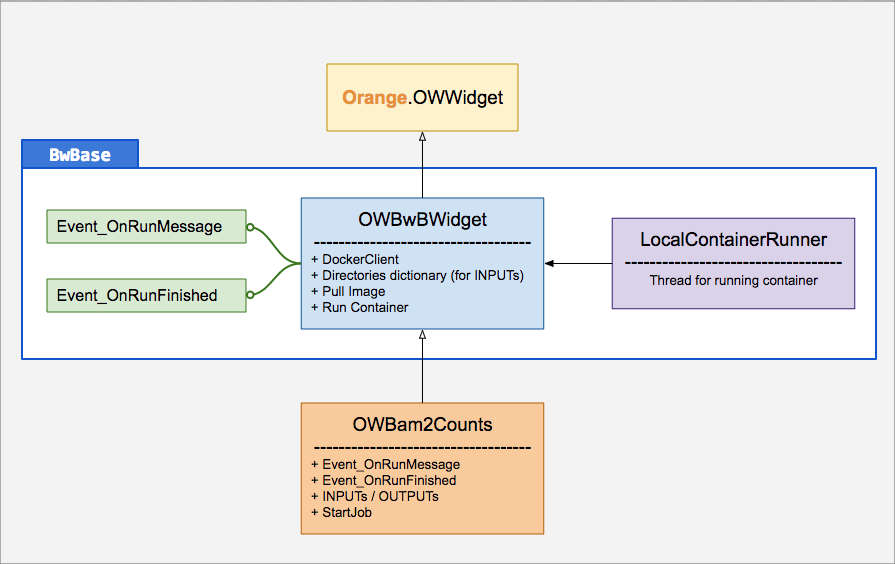 Orange.OWWidget
BwBase
Event_OnRunMessage
Event_OnRunFinished
OWBwBWidget
-----------------------------------
+ DockerClient
+ Directories dictionary (for INPUTs)
+ Pull Image
+ Run Container
LocalContainerRunner
-----------------------------------
Thread for running container
OWBam2Counts
-----------------------------------
+ Event_OnRunMessage
+ Event_OnRunFinished
+ INPUTs / OUTPUTs
+ StartJob